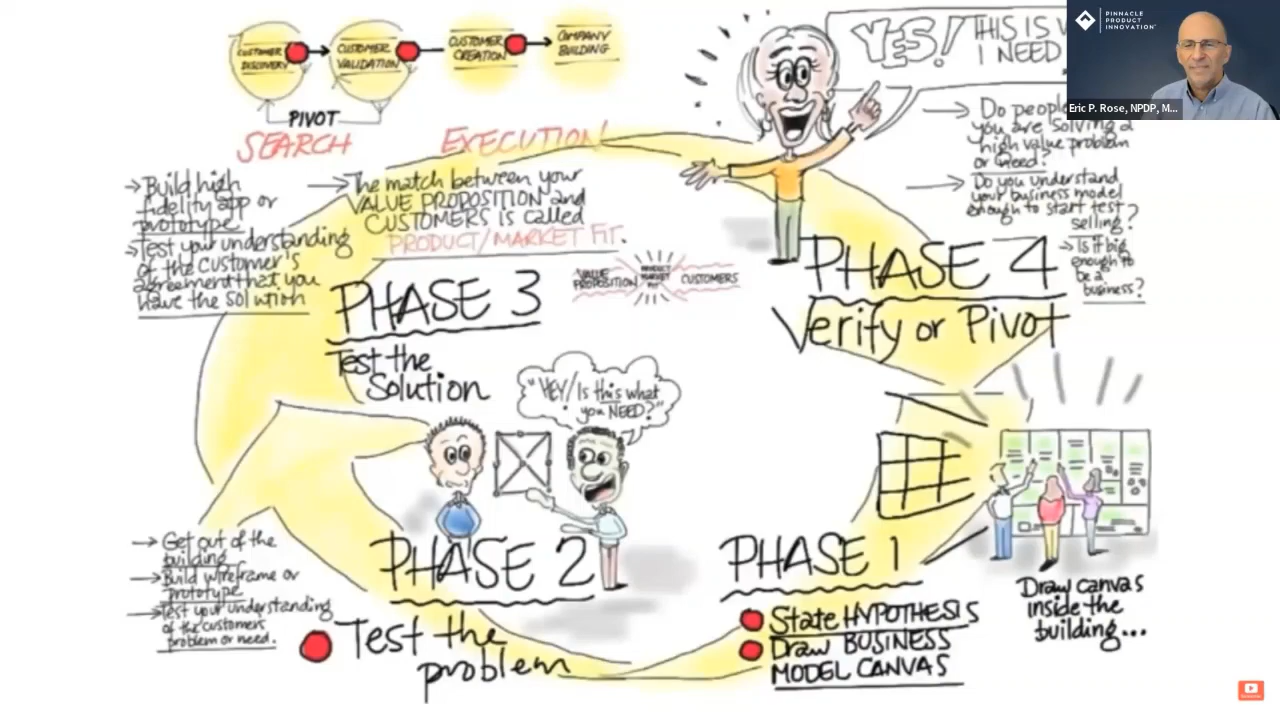 CUSTOMER
DISCOVERY
CUSTOMER
VALIDATION
CUSTOMER
CREATION
COMPANY
BUILDING
PIVOT
SEARCH
EXECUTION
YES! THIS IS
I NEED
PINNACLE
PRODUCT
INNOVATION
Eric P. Rose, NPDP, M...
→ Build high
fidelity app or
prototype
→ Test your understanding
of the customer's
agreement that you
have the solution
→ The match between your
VALUE PROPOSITION and
CUSTOMERS is called
PRODUCT/MARKET FIT.
VALUE
PROPOSITION
PRODUCT
MARKET
FIT
CUSTOMERS
PHASE 3
Test the
Solution
→ Do people
you are solving a
high value problem
or need?
→ Do you understand
your business model
enough to start test
selling?
→ Is it big
enough to
be a
business?
PHASE 4
Verify or Pivot
"HEY! Is this what
you NEED?"
→ Get out of the
building
→ Build wireframe or
prototype
→ Test your understanding
of the customers
problem or need.
PHASE 2
Test the
problem
PHASE 1
State HYPOTHESIS
Draw BUSINESS
MODEL CANVAS
Draw canvas
inside the
building...